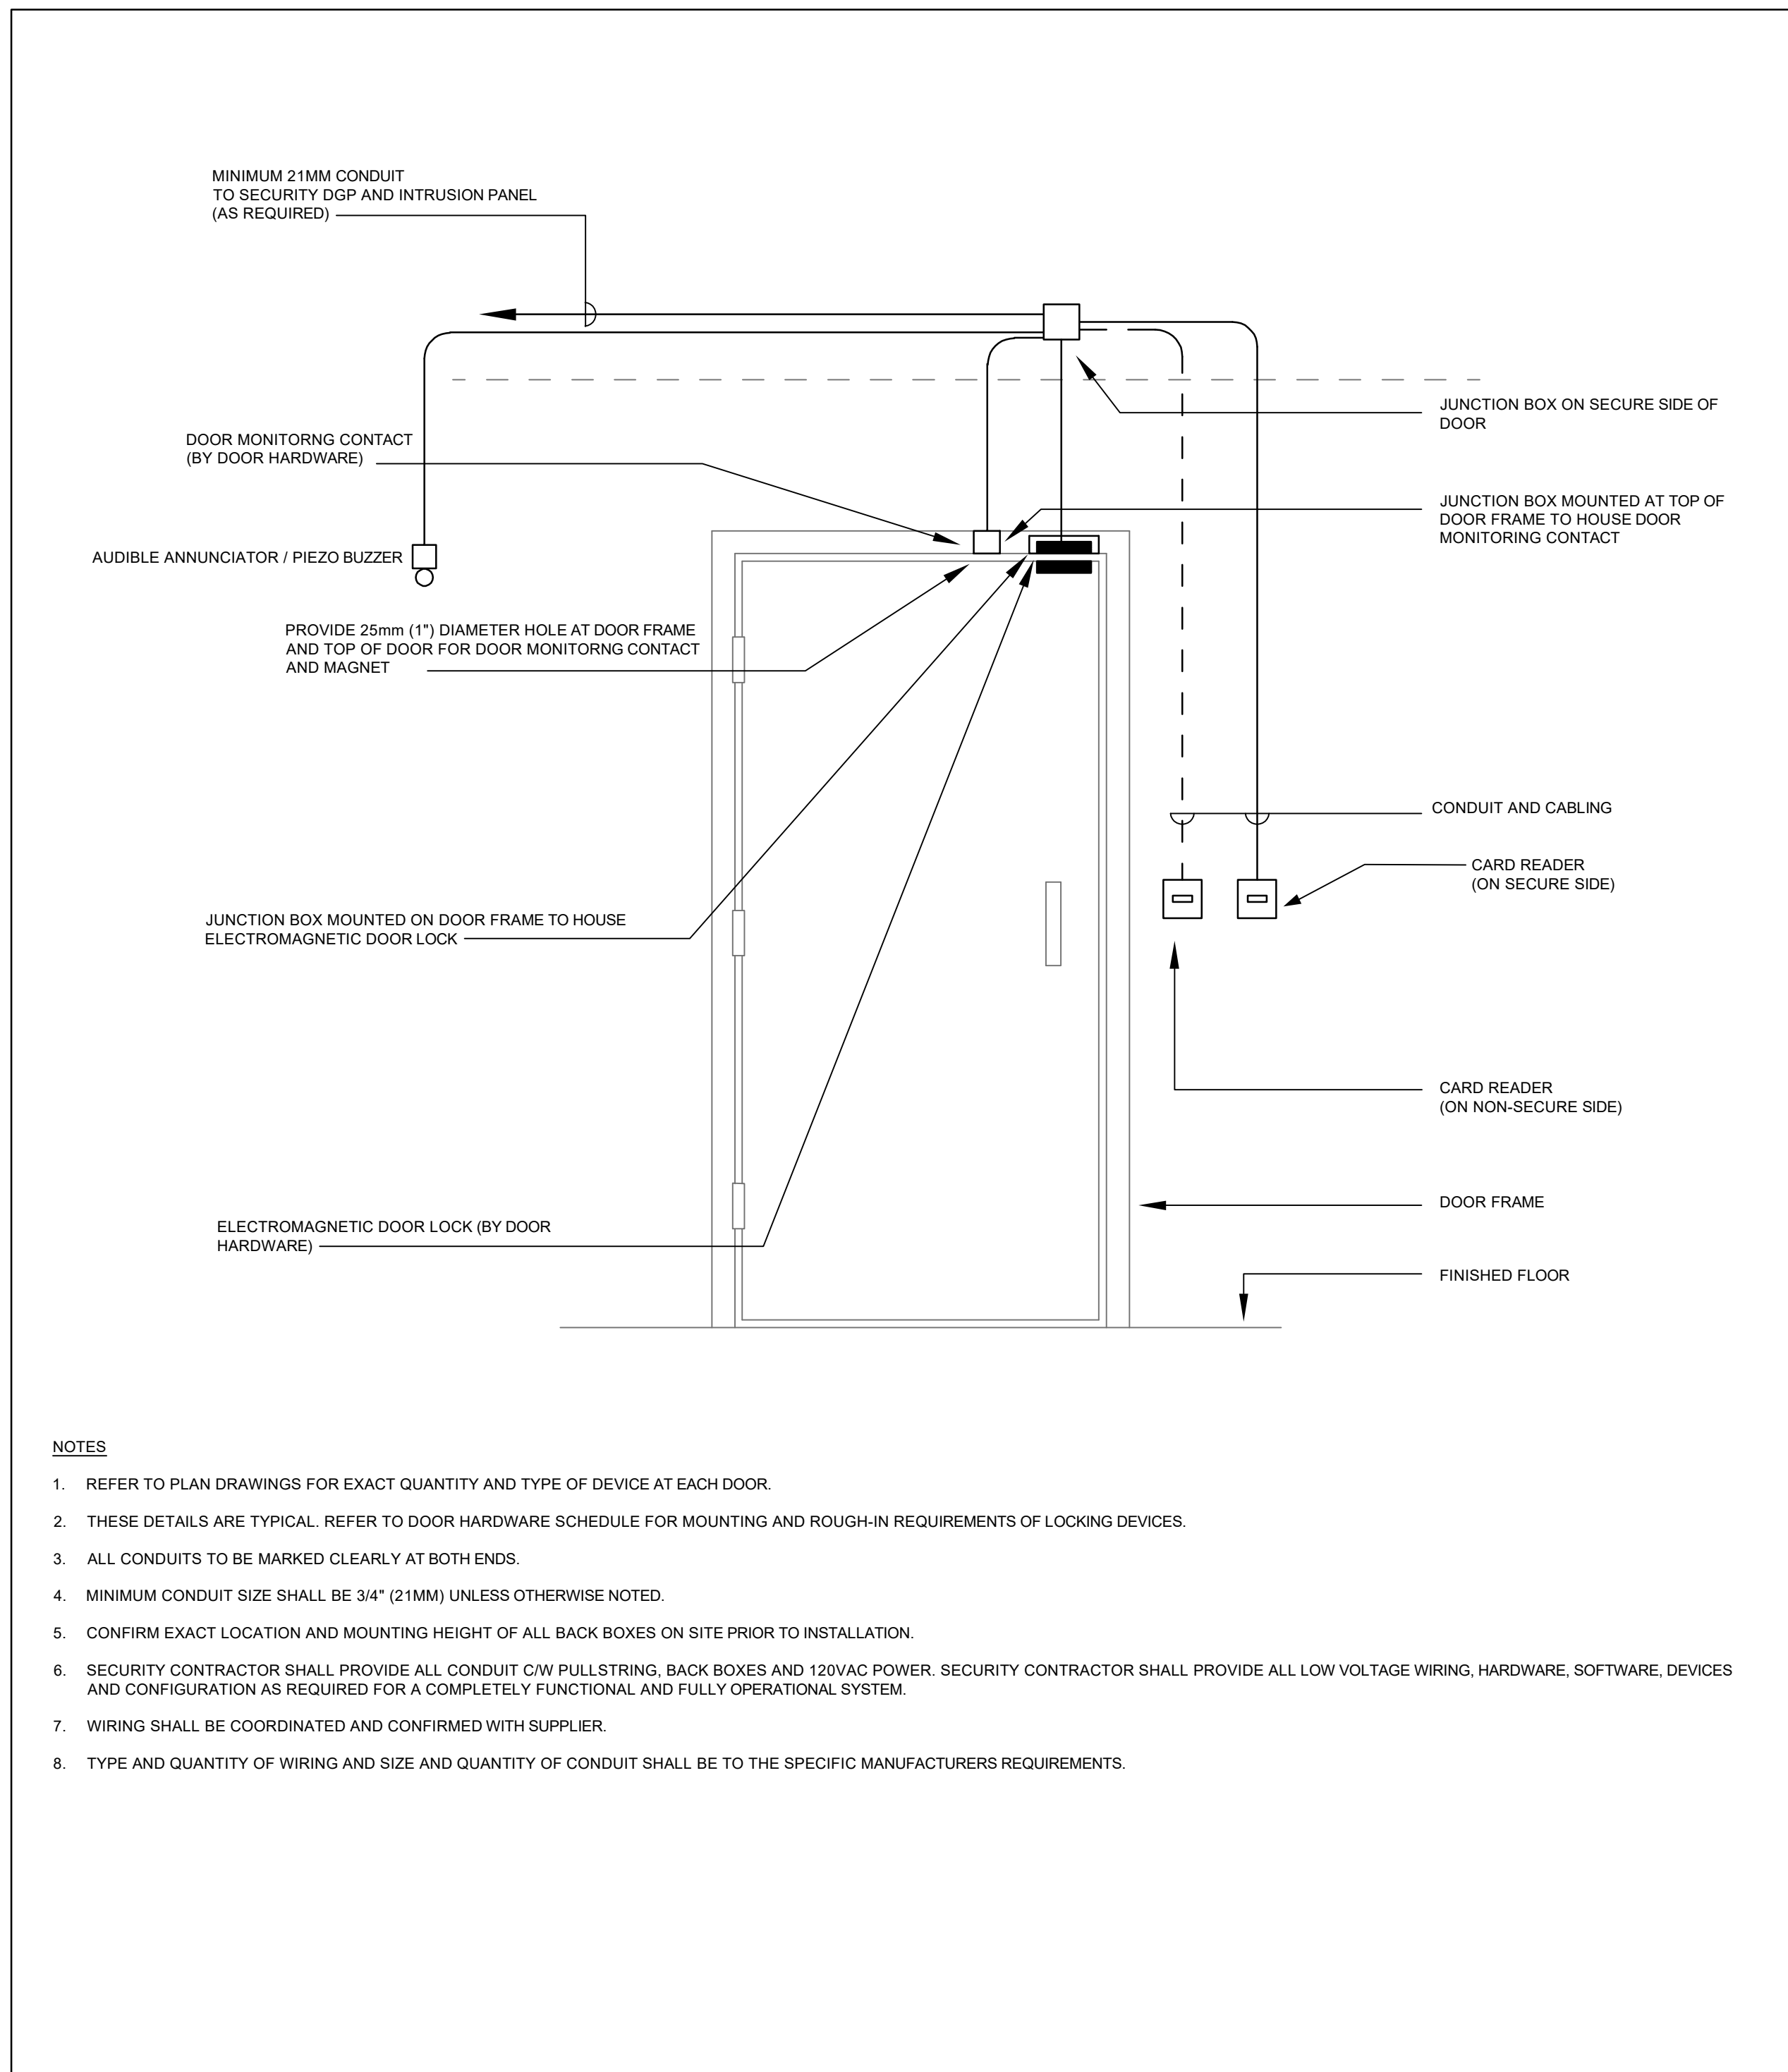 MINIMUM 21MM CONDUIT
TO SECURITY DGP AND INTRUSION PANEL
(AS REQUIRED)
DOOR MONITORNG CONTACT
(BY DOOR HARDWARE)
AUDIBLE ANNUNCIATOR / PIEZO BUZZER
PROVIDE 25mm (1") DIAMETER HOLE AT DOOR FRAME
AND TOP OF DOOR FOR DOOR MONITORNG CONTACT
AND MAGNET
JUNCTION BOX MOUNTED ON DOOR FRAME TO HOUSE
ELECTROMAGNETIC DOOR LOCK
ELECTROMAGNETIC DOOR LOCK (BY DOOR
HARDWARE)
JUNCTION BOX ON SECURE SIDE OF
DOOR
JUNCTION BOX MOUNTED AT TOP OF
DOOR FRAME TO HOUSE DOOR
MONITORING CONTACT
CONDUIT AND CABLING
CARD READER
(ON SECURE SIDE)
CARD READER
(ON NON-SECURE SIDE)
DOOR FRAME
FINISHED FLOOR
NOTES
1. REFER TO PLAN DRAWINGS FOR EXACT QUANTITY AND TYPE OF DEVICE AT EACH DOOR.
2. THESE DETAILS ARE TYPICAL. REFER TO DOOR HARDWARE SCHEDULE FOR MOUNTING AND ROUGH-IN REQUIREMENTS OF LOCKING DEVICES.
3. ALL CONDUITS TO BE MARKED CLEARLY AT BOTH ENDS.
4. MINIMUM CONDUIT SIZE SHALL BE 3/4" (21MM) UNLESS OTHERWISE NOTED.
5. CONFIRM EXACT LOCATION AND MOUNTING HEIGHT OF ALL BACK BOXES ON SITE PRIOR TO INSTALLATION.
6. SECURITY CONTRACTOR SHALL PROVIDE ALL CONDUIT C/W PULLSTRING, BACK BOXES AND 120VAC POWER. SECURITY CONTRACTOR SHALL PROVIDE ALL LOW VOLTAGE WIRING, HARDWARE, SOFTWARE, DEVICES
AND CONFIGURATION AS REQUIRED FOR A COMPLETELY FUNCTIONAL AND FULLY OPERATIONAL SYSTEM.
7. WIRING SHALL BE COORDINATED AND CONFIRMED WITH SUPPLIER.
8. TYPE AND QUANTITY OF WIRING AND SIZE AND QUANTITY OF CONDUIT SHALL BE TO THE SPECIFIC MANUFACTURERS REQUIREMENTS.